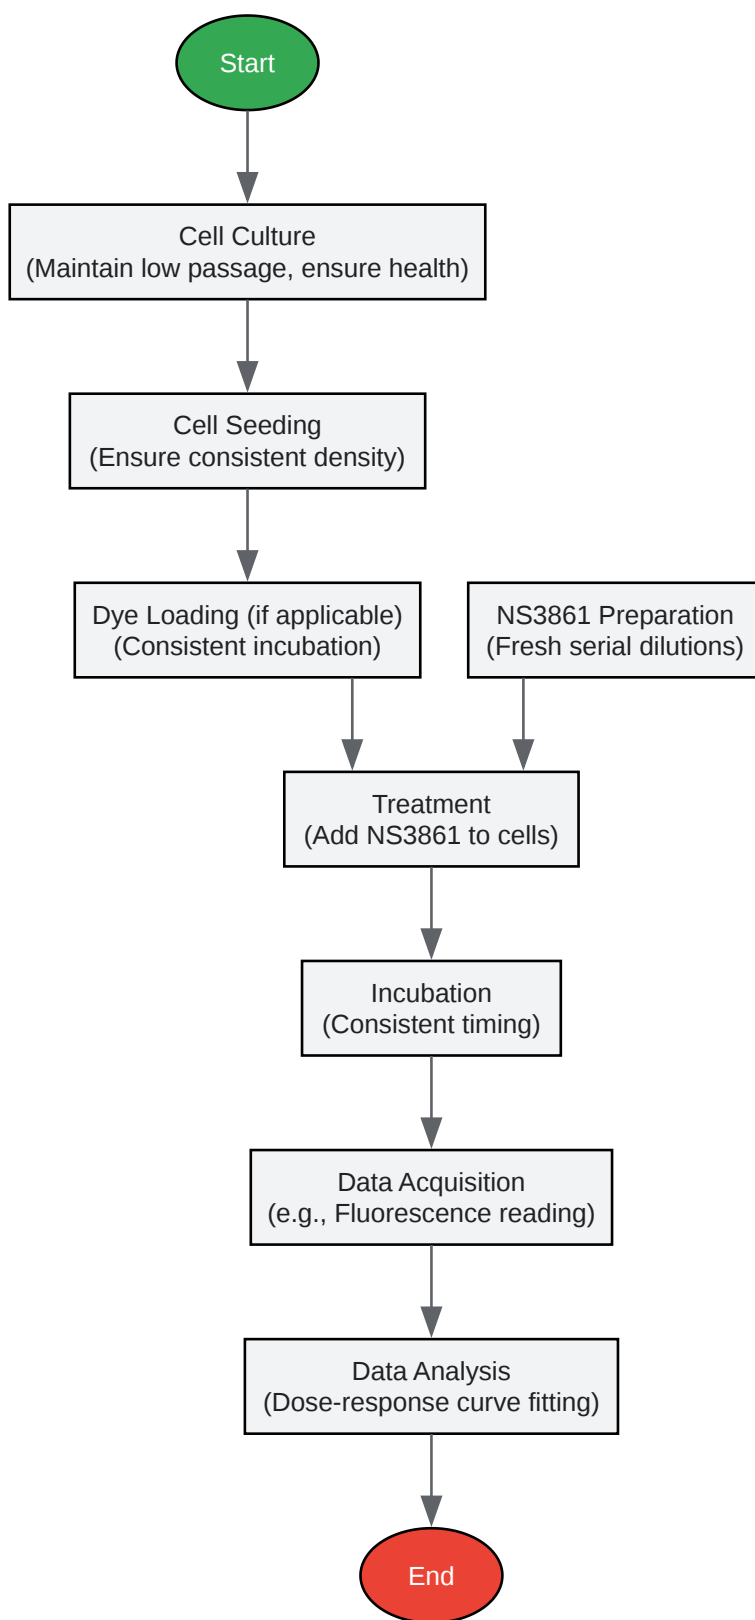 Start
Cell Culture
(Maintain low passage, ensure health)
Cell Seeding
(Ensure consistent density)
Dye Loading (if applicable)
(Consistent incubation)
NS3861 Preparation
(Fresh serial dilutions)
Treatment
(Add NS3861 to cells)
Incubation
(Consistent timing)
Data Acquisition
(e.g., Fluorescence reading)
Data Analysis
(Dose-response curve fitting)
End